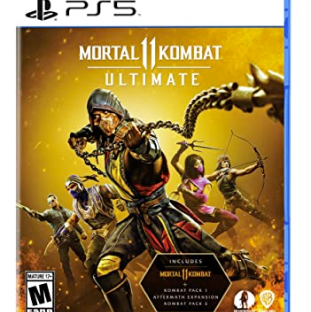 PS5
MORTAL 11 KOMBAT
ULTIMATE
INCLUDES
MORTAL 11 KOMBAT
+
KOMBAT PACK 1
AFTERMATH EXPANSION
KOMBAT PACK 2
MATURE 17+
M
ESRB